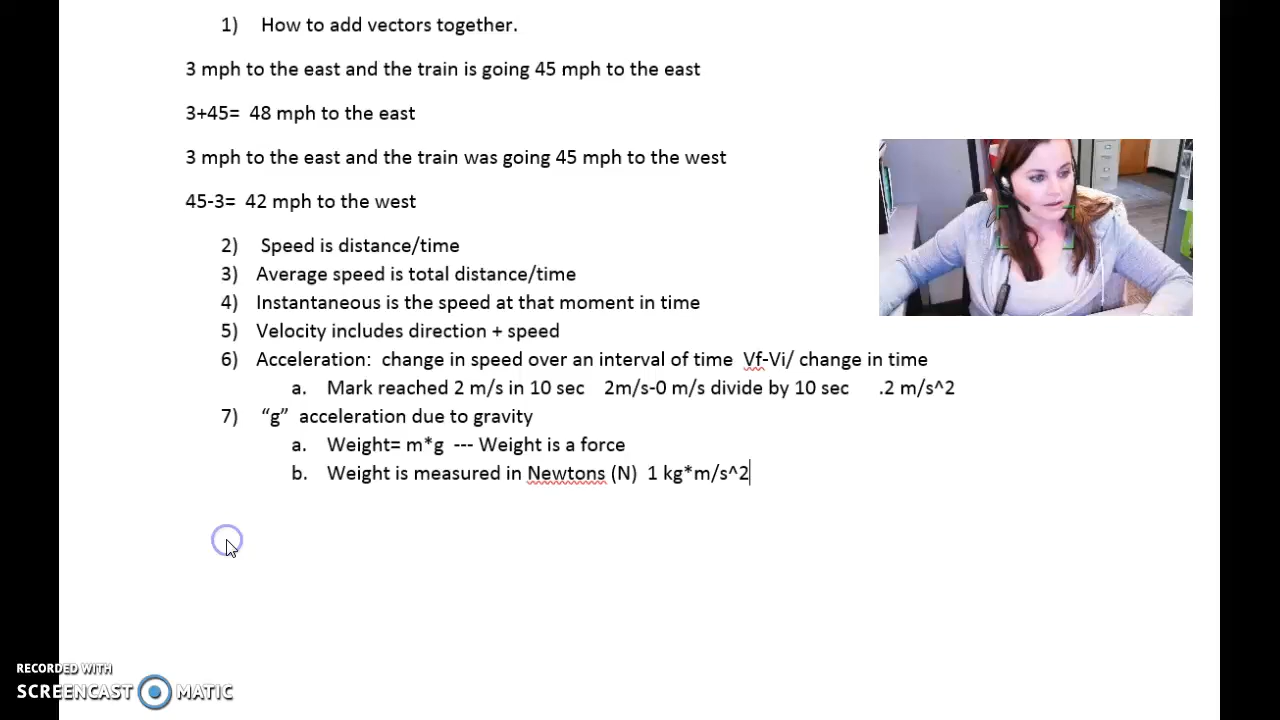 1) How to add vectors together.
3 mph to the east and the train is going 45 mph to the east
3+45= 48 mph to the east
3 mph to the east and the train was going 45 mph to the west
45-3= 42 mph to the west
2) Speed is distance/time
3) Average speed is total distance/time
4) Instantaneous is the speed at that moment in time
5) Velocity includes direction + speed
6) Acceleration: change in speed over an interval of time Vf-Vi/ change in time
a. Mark reached 2 m/s in 10 sec 2m/s-0 m/s divide by 10 sec .2 m/s^2
7) “g” acceleration due to gravity
a. Weight= m*g --- Weight is a force
b. Weight is measured in Newtons (N) 1 kg*m/s^2
RECORDED WITH
SCREENCAST MATIC